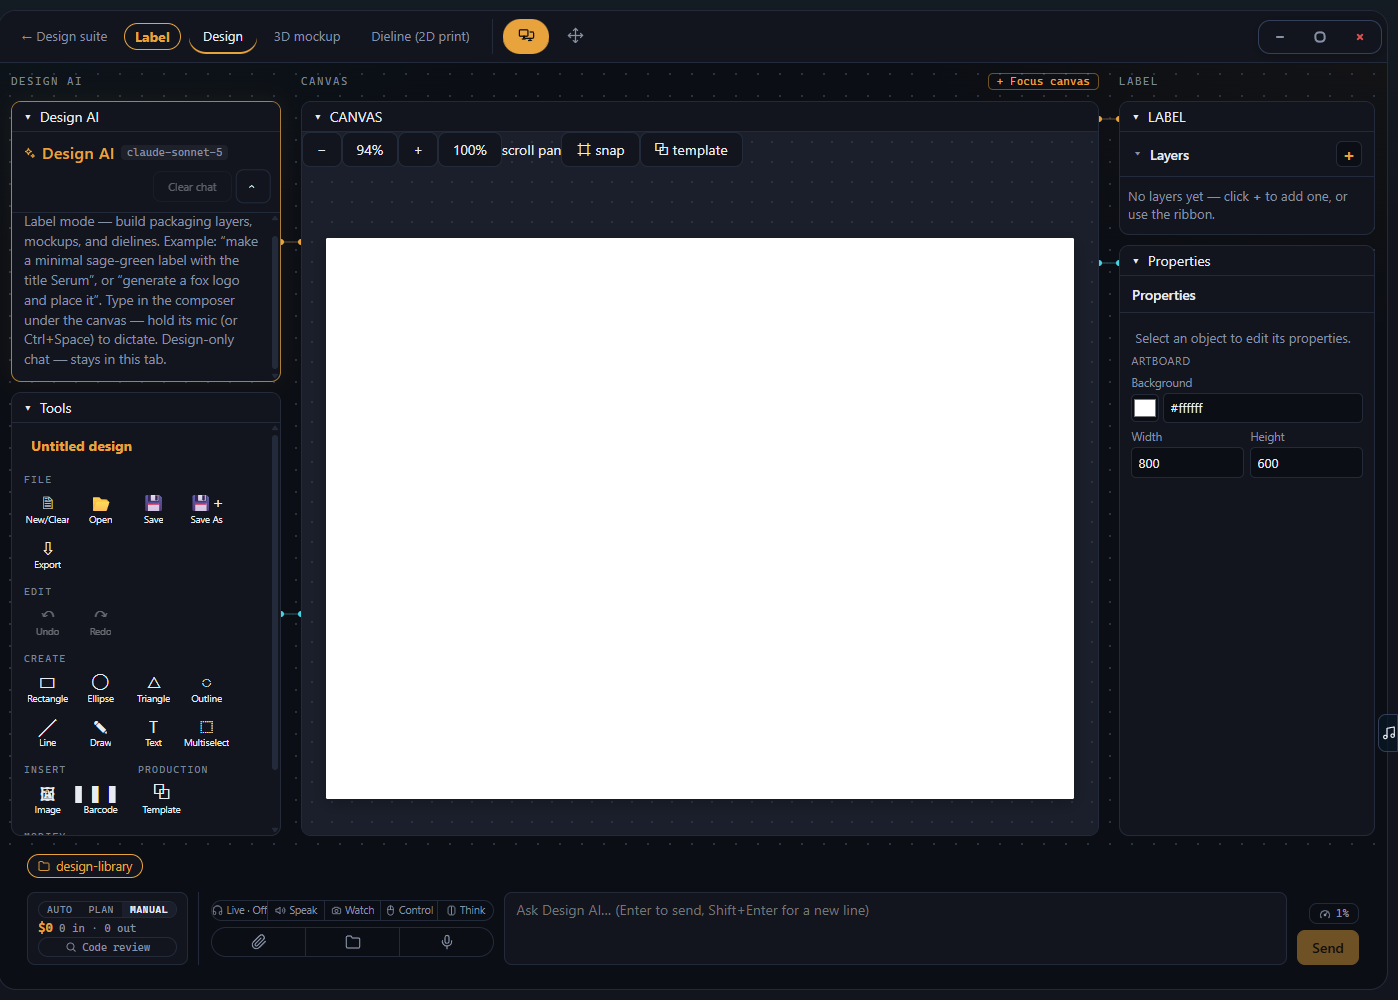 ← Design suite
Label
Design
3D mockup
Dieline (2D print)
DESIGN AI
CANVAS
+ Focus canvas
LABEL
Design AI
Design AI claude-sonnet-5
Clear chat
Label mode — build packaging layers,
mockups, and dielines. Example: “make
a minimal sage-green label with the
title Serum”, or “generate a fox logo
and place it”. Type in the composer
under the canvas — hold its mic (or
Ctrl+Space) to dictate. Design-only
chat — stays in this tab.
Tools
Untitled design
FILE
New/Clear
Open
Save
+
Save As
Export
EDIT
Undo
Redo
CREATE
Rectangle
Ellipse
Triangle
Outline
Line
Draw
T
Text
Multiselect
INSERT
PRODUCTION
Image
Barcode
Template
MODIFY
CANVAS
−
94%
+
100%
scroll pan
snap
template
LABEL
Layers
+
No layers yet — click + to add one, or
use the ribbon.
Properties
Properties
Select an object to edit its properties.
ARTBOARD
Background
#ffffff
Width
Height
800
600
design-library
AUTO PLAN MANUAL
$0 0 in · 0 out
Code review
Live · Off
Speak
Watch
Control
Think
Ask Design AI… (Enter to send, Shift+Enter for a new line)
1%
Send